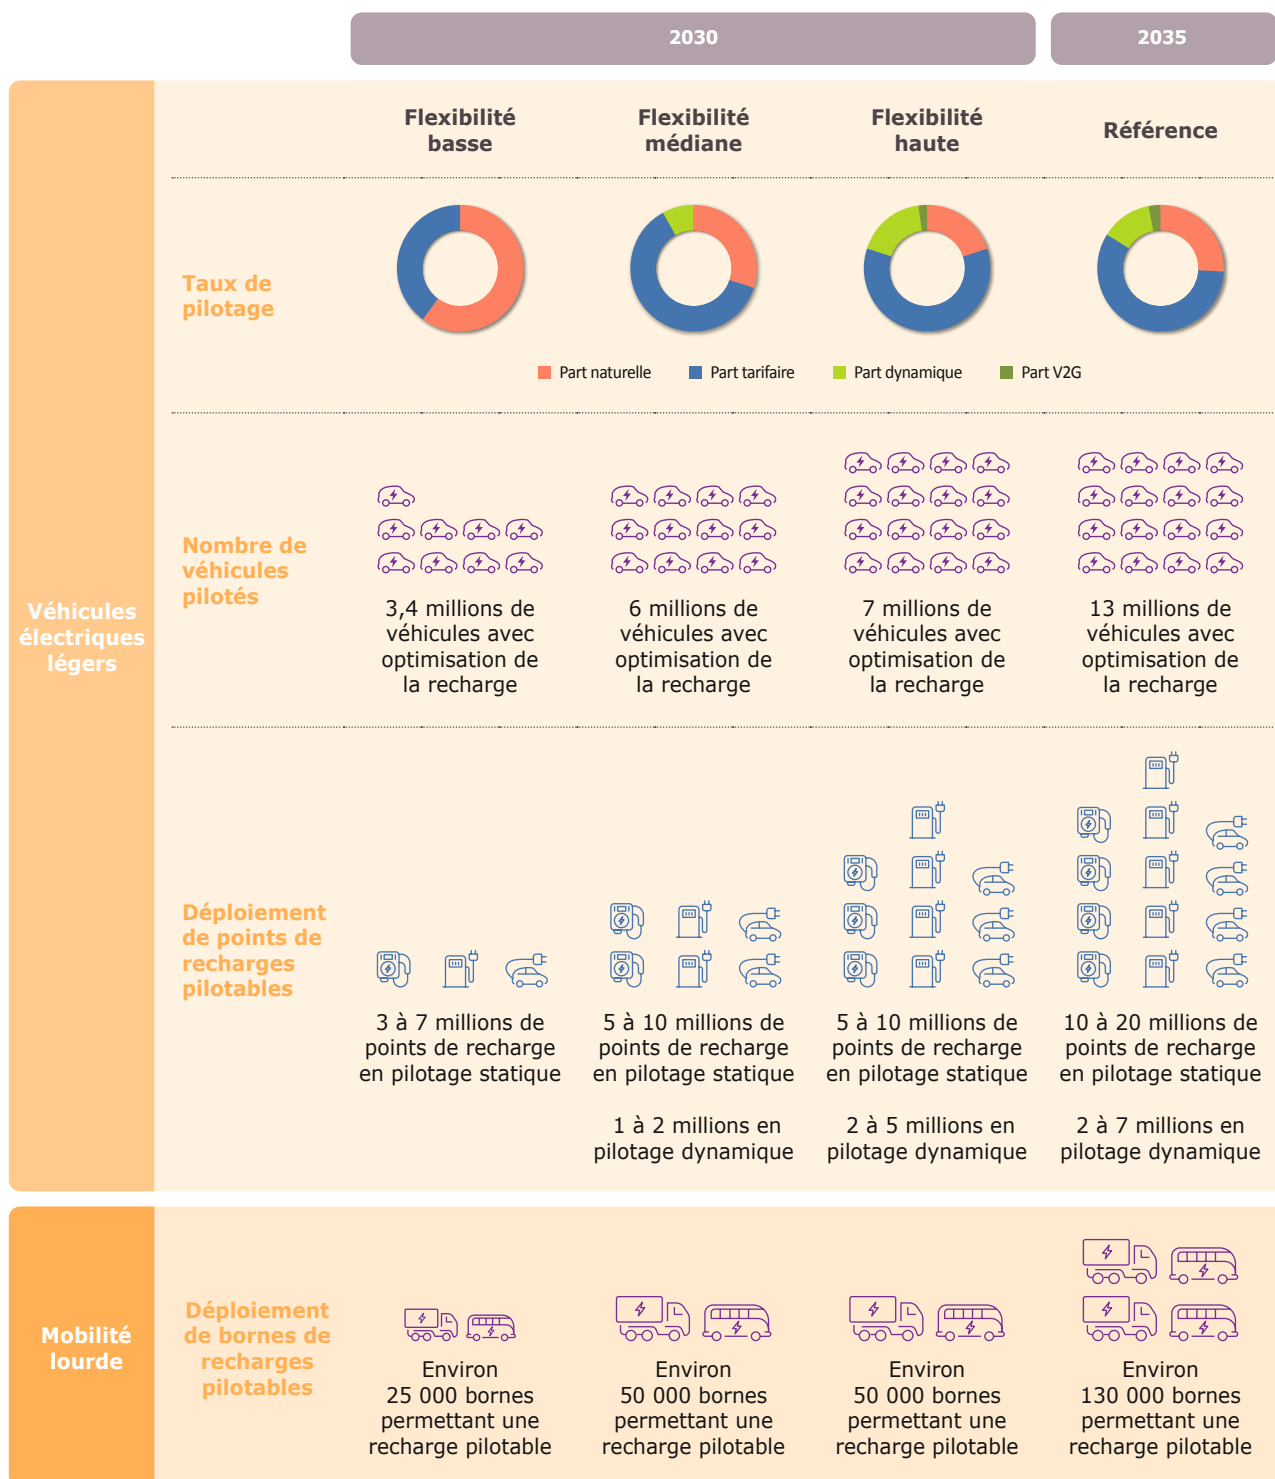 2030
2035
Flexibilité
basse
Flexibilité
médiane
Flexibilité
haute
Référence
Taux de
pilotage
Part naturelle
Part tarifaire
Part dynamique
Part V2G
Véhicules
électriques
légers
Nombre de
véhicules
pilotés
3,4 millions de
véhicules avec
optimisation de
la recharge
6 millions de
véhicules avec
optimisation de
la recharge
7 millions de
véhicules avec
optimisation de
la recharge
13 millions de
véhicules avec
optimisation de
la recharge
Déploiement
de points de
recharges
pilotables
3 à 7 millions de
points de recharge
en pilotage statique
5 à 10 millions de
points de recharge
en pilotage statique
1 à 2 millions en
pilotage dynamique
5 à 10 millions de
points de recharge
en pilotage statique
2 à 5 millions en
pilotage dynamique
10 à 20 millions de
points de recharge
en pilotage statique
2 à 7 millions en
pilotage dynamique
Mobilité
lourde
Déploiement
de bornes de
recharges
pilotables
Environ
25 000 bornes
permettant une
recharge pilotable
Environ
50 000 bornes
permettant une
recharge pilotable
Environ
50 000 bornes
permettant une
recharge pilotable
Environ
130 000 bornes
permettant une
recharge pilotable